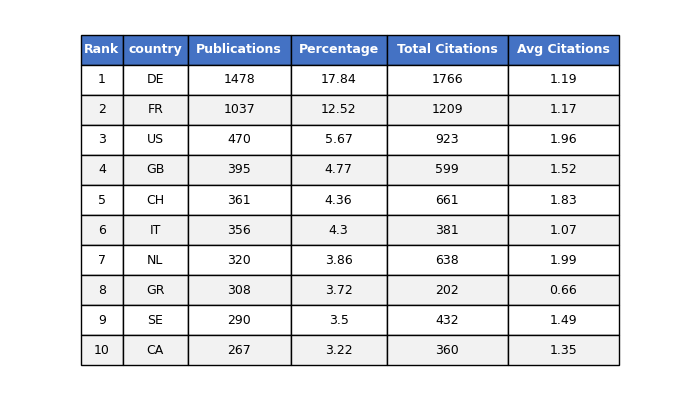 Rank country Publications Percentage Total Citations Avg Citations
1 DE 1478 17.84 1766 1.19
2 FR 1037 12.52 1209 1.17
3 US 470 5.67 923 1.96
4 GB 395 4.77 599 1.52
5 CH 361 4.36 661 1.83
6 IT 356 4.3 381 1.07
7 NL 320 3.86 638 1.99
8 GR 308 3.72 202 0.66
9 SE 290 3.5 432 1.49
10 CA 267 3.22 360 1.35